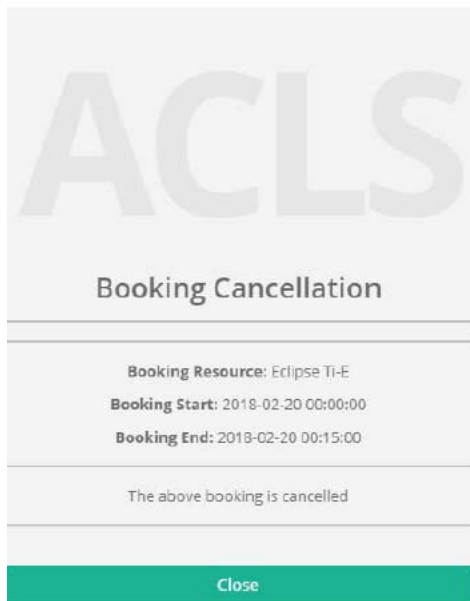 ACLS
Booking Cancellation
Booking Resource: Eclipse Ti-E
Booking Start: 2018-02-20 00:00:00
Booking End: 2018-02-20 00:15:00
The above booking is cancelled
Close